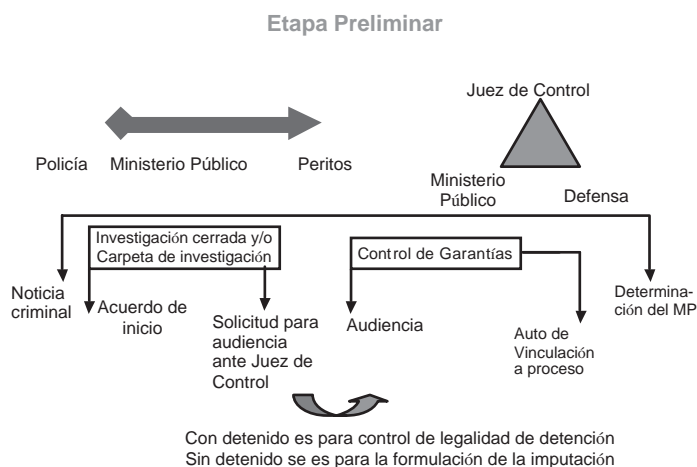 Etapa Preliminar
Juez de Control
Policía
Ministerio Público
Peritos
Ministerio
Público
Defensa
Investigación cerrada y/o
Carpeta de investigación
Control de Garantías
Noticia
criminal
Acuerdo de
inicio
Solicitud para
audiencia
ante Juez de
Control
Audiencia
Auto de
Vinculación
a proceso
Determina-
ción del MP
Con detenido es para control de legalidad de detención
Sin detenido se es para la formulación de la imputación